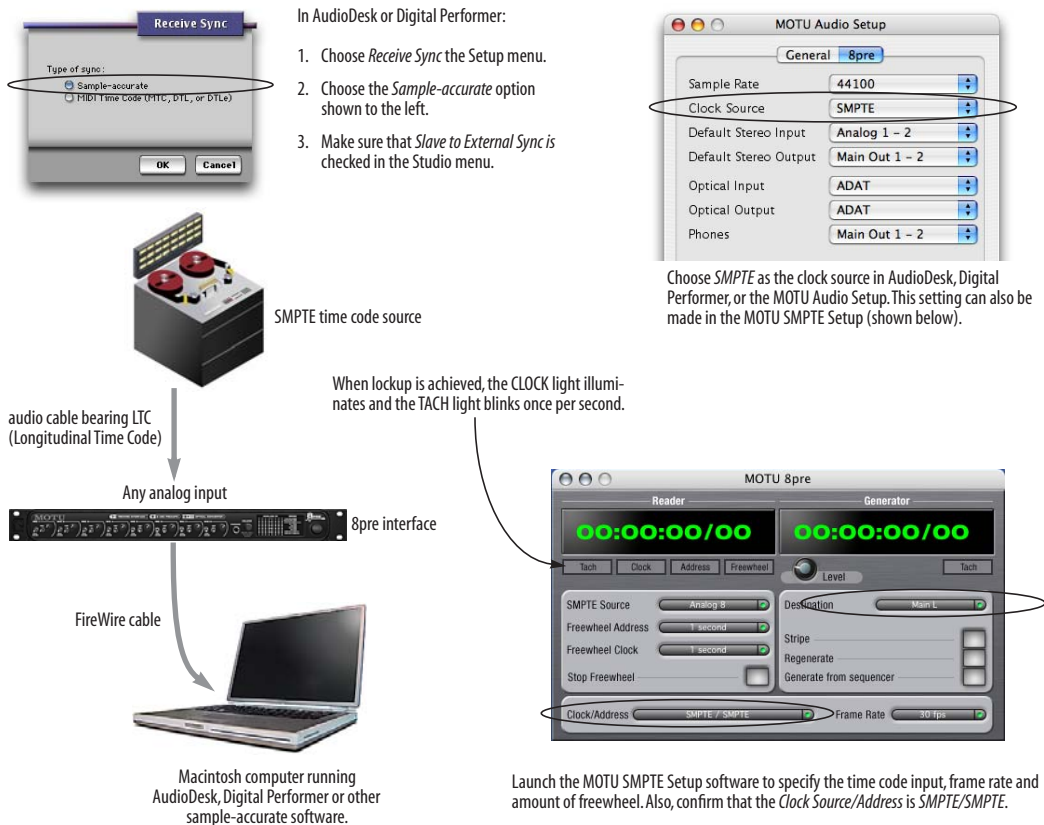 Receive Sync
Type of sync:
Sample-accurate
MIDI Time Code (MTC, DTL, or DTLe)
OK Cancel
In AudioDesk or Digital Performer:
1. Choose Receive Sync the Setup menu.
2. Choose the Sample-accurate option
shown to the left.
3. Make sure that Slave to External Sync is
checked in the Studio menu.
MOTU Audio Setup
General 8pre
Sample Rate 44100
Clock Source SMPTE
Default Stereo Input Analog 1 – 2
Default Stereo Output Main Out 1 – 2
Optical Input ADAT
Optical Output ADAT
Phones Main Out 1 – 2
Choose SMPTE as the clock source in AudioDesk, Digital
Performer, or the MOTU Audio Setup. This setting can also be
made in the MOTU SMPTE Setup (shown below).
SMPTE time code source
When lockup is achieved, the CLOCK light illumi-
nates and the TACH light blinks once per second.
audio cable bearing LTC
(Longitudinal Time Code)
Any analog input
MOTU
8pre interface
FireWire cable
Macintosh computer running
AudioDesk, Digital Performer or other
sample-accurate software.
MOTU 8pre
Reader Generator
00:00:00/00 00:00:00/00
Tach Clock Address Freewheel Level Tach
SMPTE Source Analog 8
Freewheel Address 1 second
Freewheel Clock 1 second
Stop Freewheel
Destination Main L
Stripe
Regenerate
Generate from sequencer
Clock/Address SMPTE / SMPTE Frame Rate 30 fps
Launch the MOTU SMPTE Setup software to specify the time code input, frame rate and
amount of freewheel. Also, confirm that the Clock Source/Address is SMPTE/SMPTE.